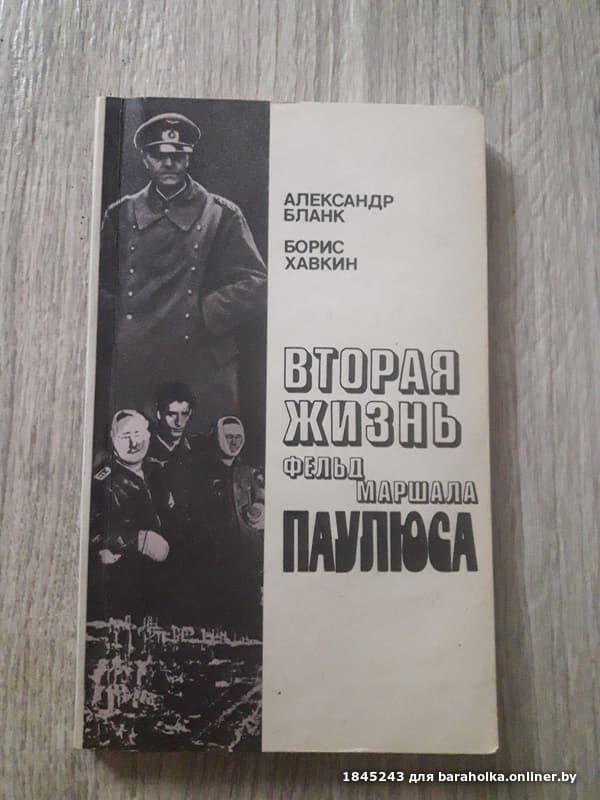 АЛЕКСАНДР
БЛАНК
БОРИС
ХАВКИН
ВТОРАЯ
ЖИЗНЬ
ФЕЛЬД
МАРШАЛА
ПАУЛЮСА
1845243 для baraholka.onliner.by